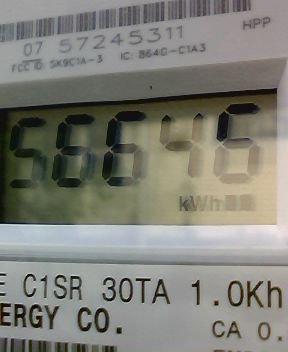 07 57245311 HPP
FCC ID: SK9C1A-3 IC: 864G-C1A3
56646
kWh
E C1SR 30TA 1.0Kh
ERGY CO.
CA 0.